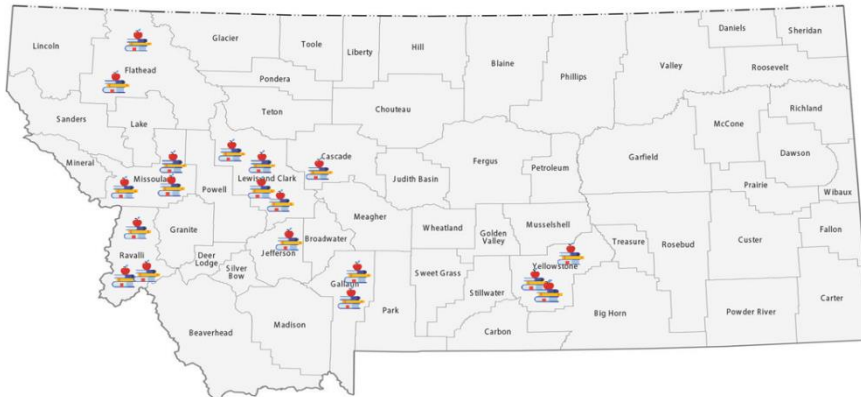 Lincoln
Flathead
Glacier
Toole
Liberty
Hill
Blaine
Phillips
Valley
Daniels
Sheridan
Roosevelt
Pondera
Teton
Chouteau
Sanders
Lake
Mineral
Missoula
Powell
Lewis and Clark
Cascade
Judith Basin
Fergus
Petroleum
Garfield
McCone
Richland
Dawson
Prairie
Wibaux
Ravalli
Granite
Deer
Lodge
Silver
Bow
Jefferson
Broadwater
Meagher
Wheatland
Golden
Valley
Musselshell
Treasure
Rosebud
Custer
Fallon
Beaverhead
Madison
Gallatin
Park
Sweet Grass
Stillwater
Yellowstone
Carbon
Big Horn
Powder River
Carter